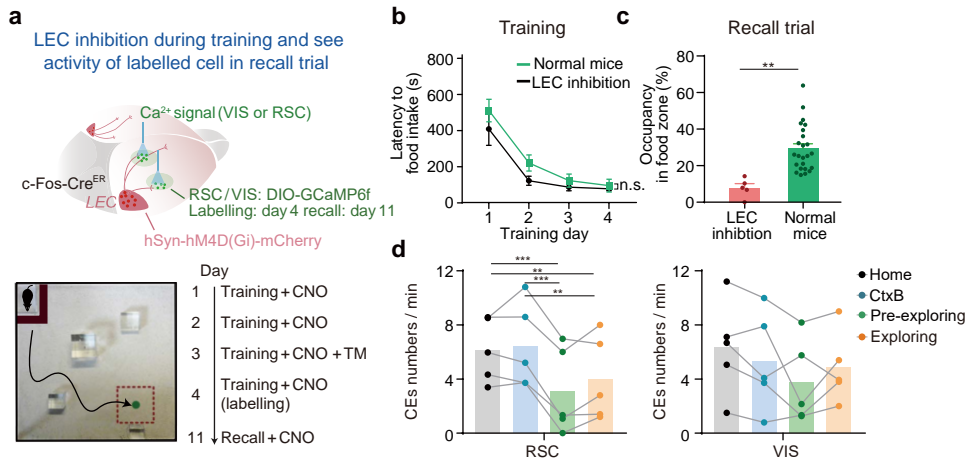 a
LEC inhibition during training and see
activity of labelled cell in recall trial
Ca²⁺ signal (VIS or RSC)
c-Fos-Creᴱᴿ
LEC
RSC/VIS: DIO-GCaMP6f
Labelling: day 4 recall: day 11
hSyn-hM4D(Gi)-mCherry
Day
1 Training + CNO
2 Training + CNO
3 Training + CNO + TM
4 Training + CNO
(labelling)
11 Recall + CNO
b
Training
Normal mice
LEC inhibition
Latency to
food intake (s)
800
600
400
200
0
n.s.
1 2 3 4
Training day
c
Recall trial
**
Occupancy
in food zone (%)
80
60
40
20
0
LEC
inhibtion
Normal
mice
d
***
**
***
**
CEs numbers / min
12
8
4
0
RSC
CEs numbers / min
12
8
4
0
VIS
Home
CtxB
Pre-exploring
Exploring